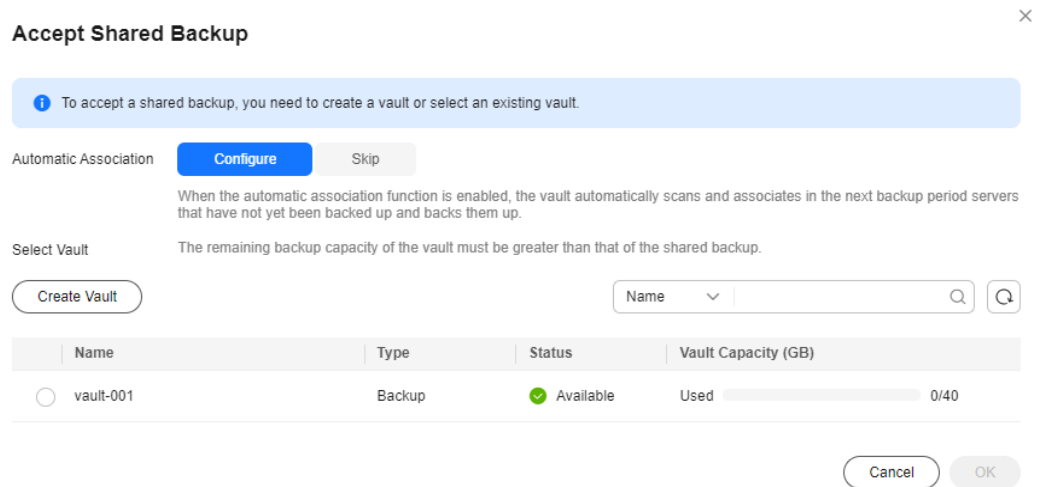 Accept Shared Backup
To accept a shared backup, you need to create a vault or select an existing vault.
Automatic Association Configure Skip
When the automatic association function is enabled, the vault automatically scans and associates in the next backup period servers
that have not yet been backed up and backs them up.
Select Vault The remaining backup capacity of the vault must be greater than that of the shared backup.
Create Vault Name
Name Type Status Vault Capacity (GB)
vault-001 Backup Available Used 0/40
Cancel OK